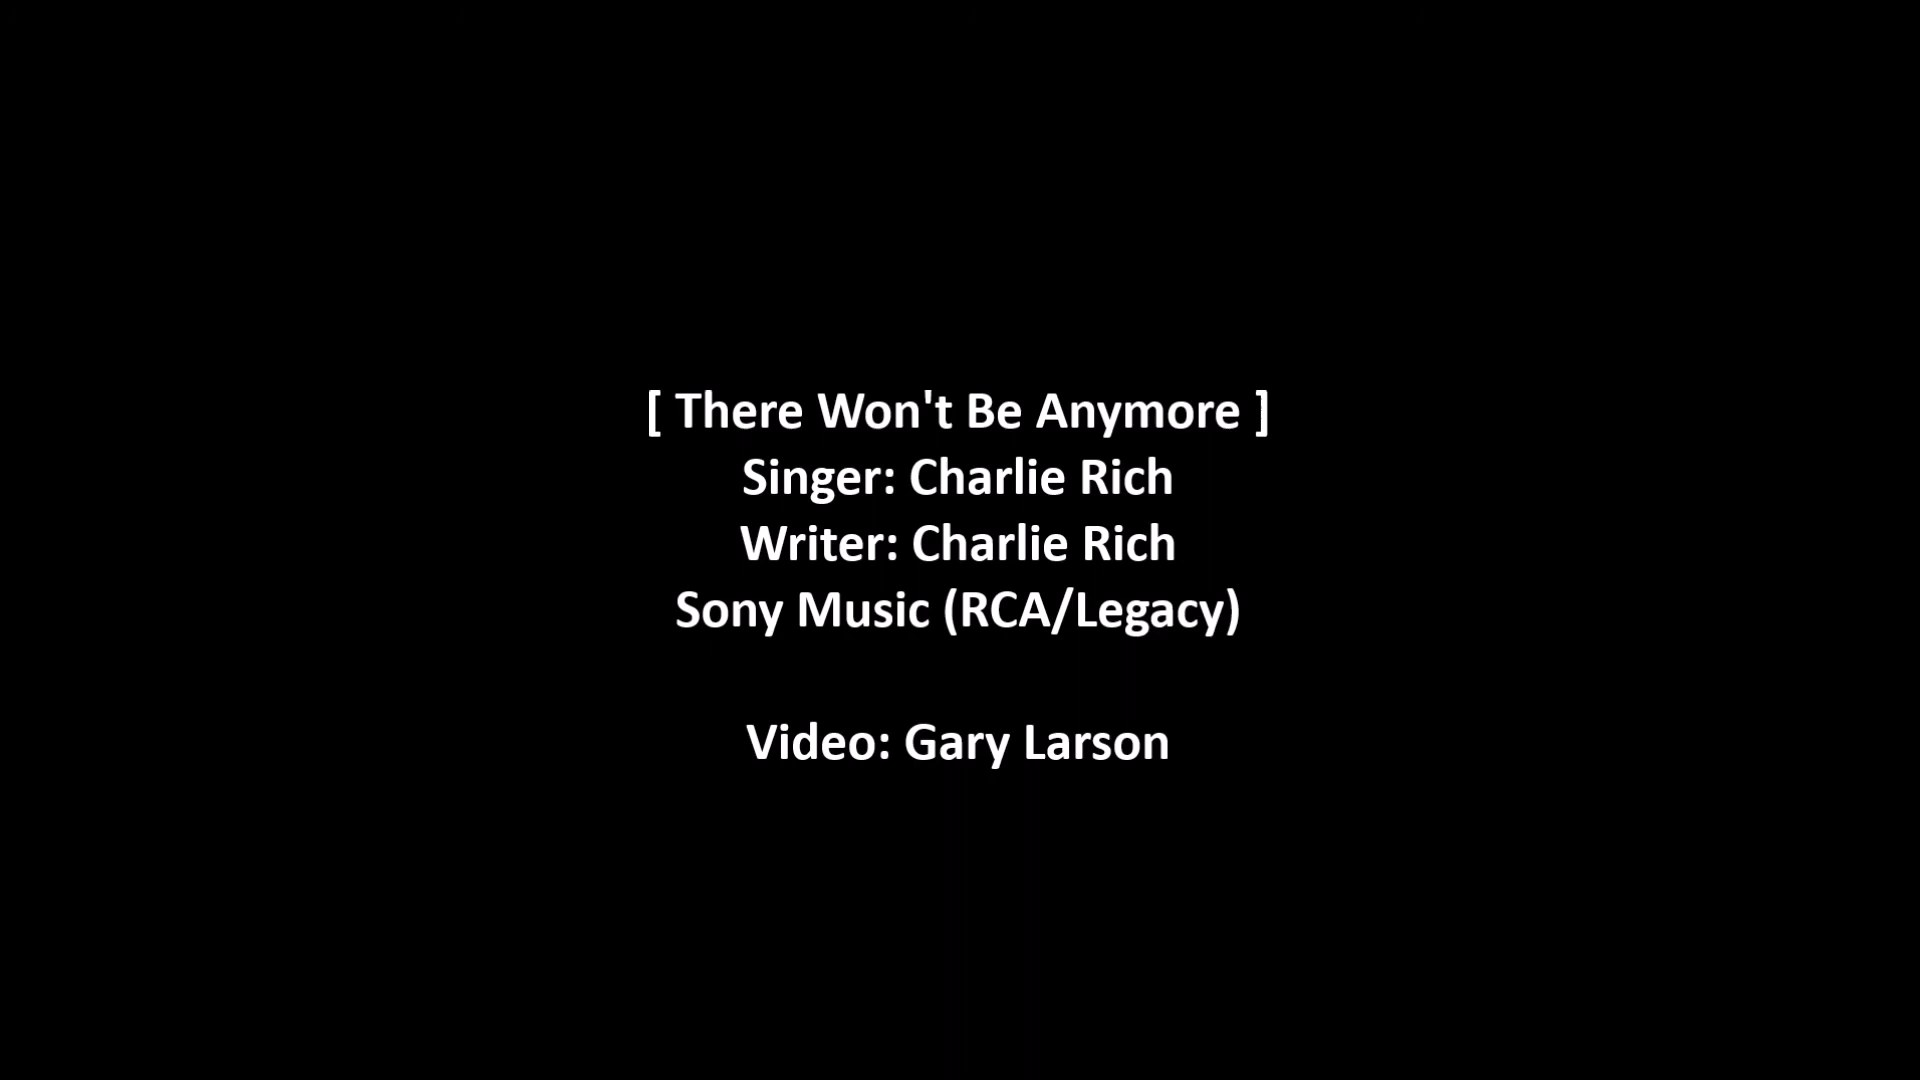 [ There Won't Be Anymore ]
Singer: Charlie Rich
Writer: Charlie Rich
Sony Music (RCA/Legacy)
Video: Gary Larson